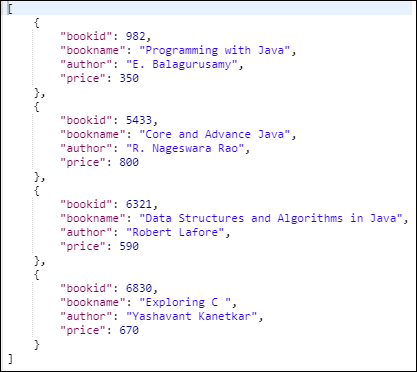 [
    {
        "bookid": 982,
        "bookname": "Programming with Java",
        "author": "E. Balagurusamy",
        "price": 350
    },
    {
        "bookid": 5433,
        "bookname": "Core and Advance Java",
        "author": "R. Nageswara Rao",
        "price": 800
    },
    {
        "bookid": 6321,
        "bookname": "Data Structures and Algorithms in Java",
        "author": "Robert Lafore",
        "price": 590
    },
    {
        "bookid": 6830,
        "bookname": "Exploring C ",
        "author": "Yashavant Kanetkar",
        "price": 670
    }
]